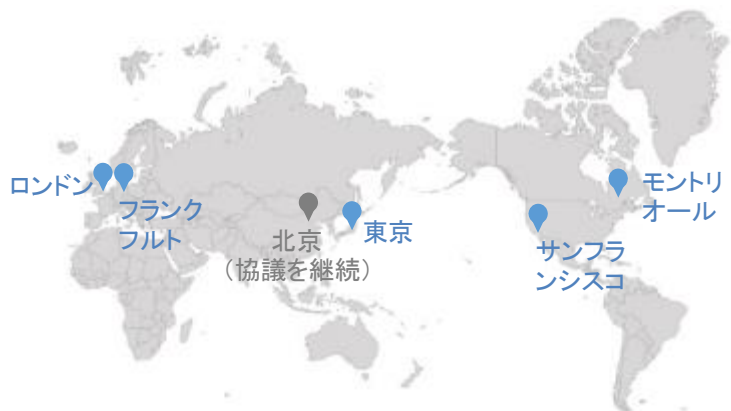 ロンドン
フランク
フルト
北京
（協議を継続）
東京
サンフラ
ンシスコ
モントリ
オール